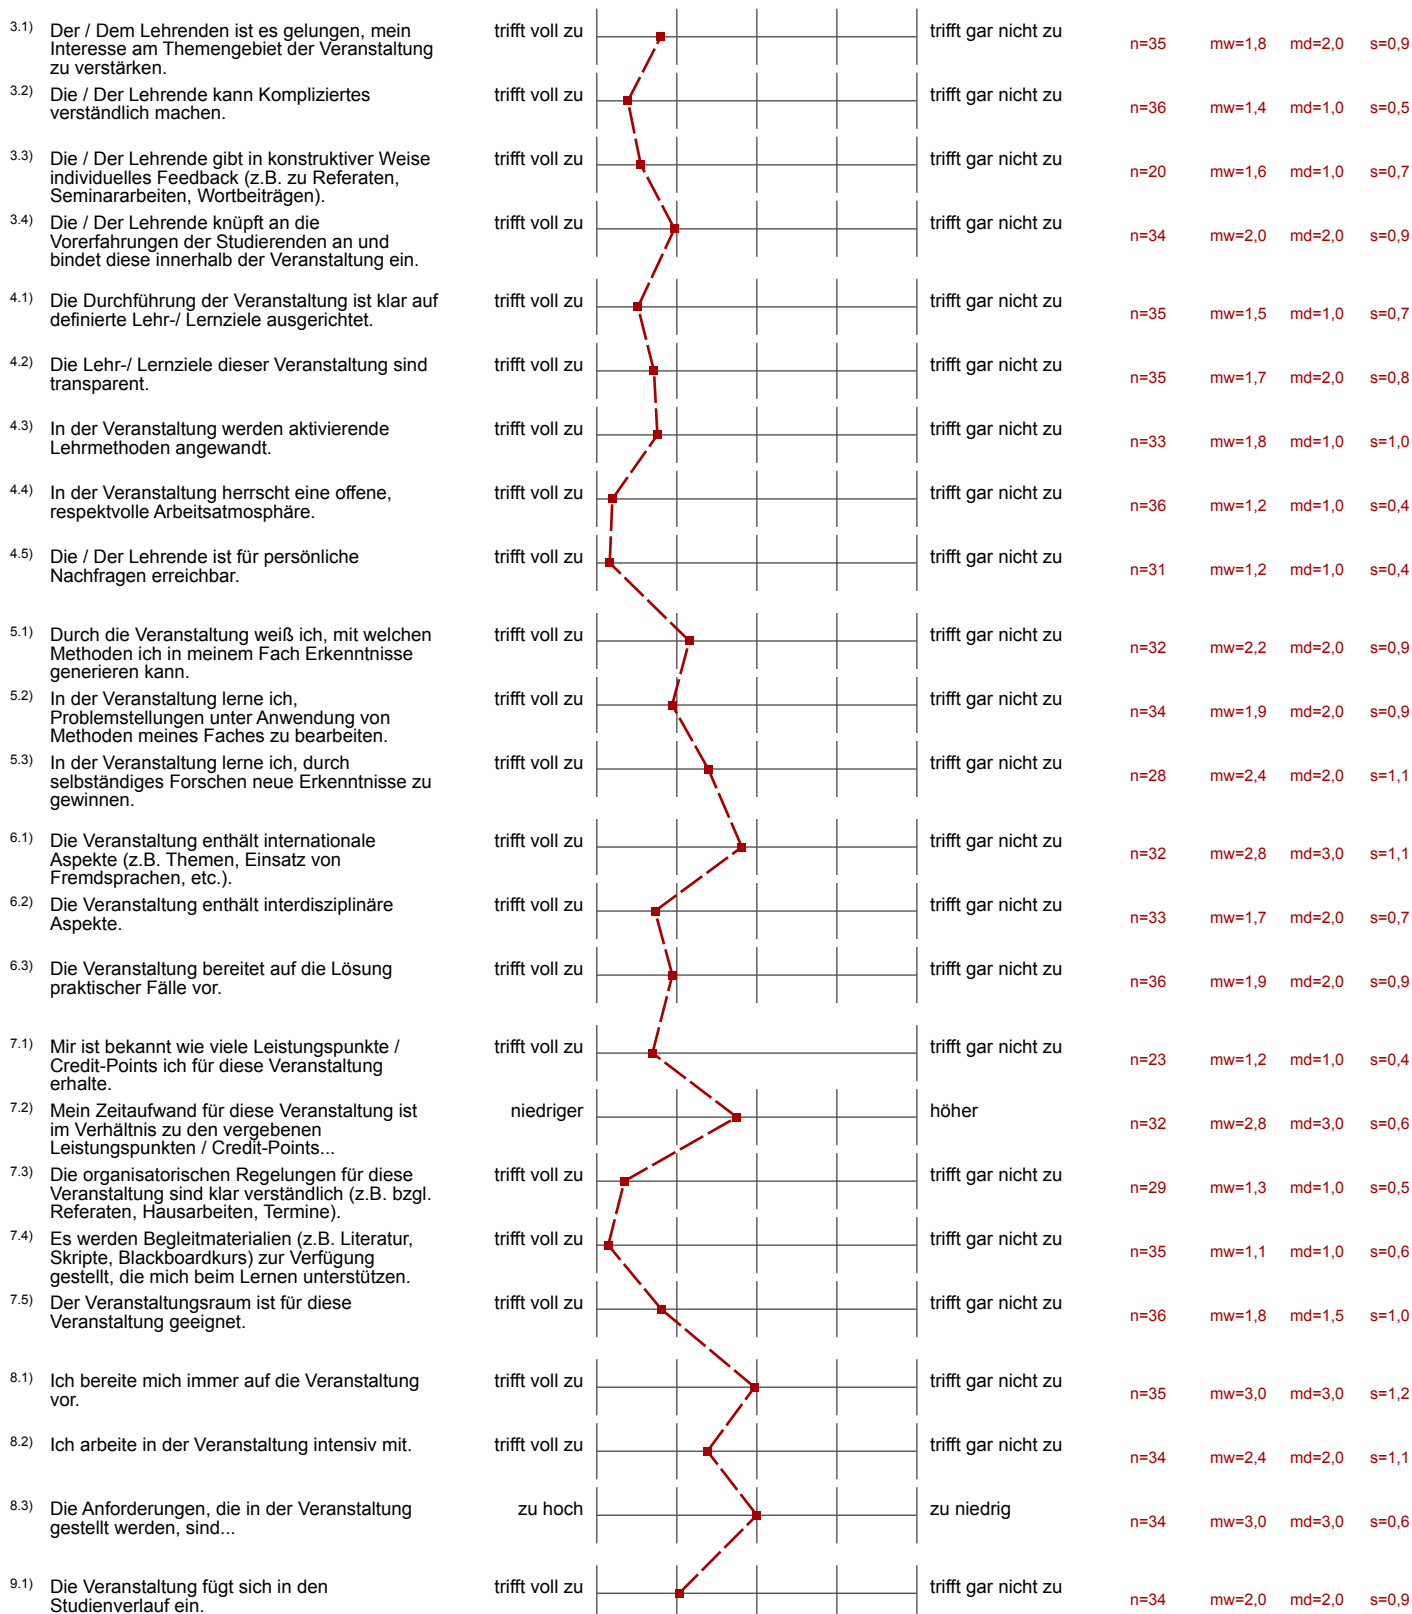 3.1) Der / Dem Lehrenden ist es gelungen, mein trifft voll zu trifft gar nicht zu
Interesse am Themengebiet der Veranstaltung n=35 mw=1,8 md=2,0 s=0,9
zu verstärken.
3.2) Die / Der Lehrende kann Kompliziertes trifft voll zu trifft gar nicht zu
verständlich machen. n=36 mw=1,4 md=1,0 s=0,5
3.3) Die / Der Lehrende gibt in konstruktiver Weise trifft voll zu trifft gar nicht zu
individuelles Feedback (z.B. zu Referaten, n=20 mw=1,6 md=1,0 s=0,7
Seminararbeiten, Wortbeiträgen).
3.4) Die / Der Lehrende knüpft an die trifft voll zu trifft gar nicht zu
Vorerfahrungen der Studierenden an und n=34 mw=2,0 md=2,0 s=0,9
bindet diese innerhalb der Veranstaltung ein.
4.1) Die Durchführung der Veranstaltung ist klar auf trifft voll zu trifft gar nicht zu
definierte Lehr-/ Lernziele ausgerichtet. n=35 mw=1,5 md=1,0 s=0,7
4.2) Die Lehr-/ Lernziele dieser Veranstaltung sind trifft voll zu trifft gar nicht zu
transparent. n=35 mw=1,7 md=2,0 s=0,8
4.3) In der Veranstaltung werden aktivierende trifft voll zu trifft gar nicht zu
Lehrmethoden angewandt. n=33 mw=1,8 md=1,0 s=1,0
4.4) In der Veranstaltung herrscht eine offene, trifft voll zu trifft gar nicht zu
respektvolle Arbeitsatmosphäre. n=36 mw=1,2 md=1,0 s=0,4
4.5) Die / Der Lehrende ist für persönliche trifft voll zu trifft gar nicht zu
Nachfragen erreichbar. n=31 mw=1,2 md=1,0 s=0,4
5.1) Durch die Veranstaltung weiß ich, mit welchen trifft voll zu trifft gar nicht zu
Methoden ich in meinem Fach Erkenntnisse n=32 mw=2,2 md=2,0 s=0,9
generieren kann.
5.2) In der Veranstaltung lerne ich, trifft voll zu trifft gar nicht zu
Problemstellungen unter Anwendung von n=34 mw=1,9 md=2,0 s=0,9
Methoden meines Faches zu bearbeiten.
5.3) In der Veranstaltung lerne ich, durch trifft voll zu trifft gar nicht zu
selbständiges Forschen neue Erkenntnisse zu n=28 mw=2,4 md=2,0 s=1,1
gewinnen.
6.1) Die Veranstaltung enthält internationale trifft voll zu trifft gar nicht zu
Aspekte (z.B. Themen, Einsatz von n=32 mw=2,8 md=3,0 s=1,1
Fremdsprachen, etc.).
6.2) Die Veranstaltung enthält interdisziplinäre trifft voll zu trifft gar nicht zu
Aspekte. n=33 mw=1,7 md=2,0 s=0,7
6.3) Die Veranstaltung bereitet auf die Lösung trifft voll zu trifft gar nicht zu
praktischer Fälle vor. n=36 mw=1,9 md=2,0 s=0,9
7.1) Mir ist bekannt wie viele Leistungspunkte / trifft voll zu trifft gar nicht zu
Credit-Points ich für diese Veranstaltung n=23 mw=1,2 md=1,0 s=0,4
erhalte.
7.2) Mein Zeitaufwand für diese Veranstaltung ist niedriger höher
im Verhältnis zu den vergebenen n=32 mw=2,8 md=3,0 s=0,6
Leistungspunkten / Credit-Points...
7.3) Die organisatorischen Regelungen für diese trifft voll zu trifft gar nicht zu
Veranstaltung sind klar verständlich (z.B. bzgl. n=29 mw=1,3 md=1,0 s=0,5
Referaten, Hausarbeiten, Termine).
7.4) Es werden Begleitmaterialien (z.B. Literatur, trifft voll zu trifft gar nicht zu
Skripte, Blackboardkurs) zur Verfügung n=35 mw=1,1 md=1,0 s=0,6
gestellt, die mich beim Lernen unterstützen.
7.5) Der Veranstaltungsraum ist für diese trifft voll zu trifft gar nicht zu
Veranstaltung geeignet. n=36 mw=1,8 md=1,5 s=1,0
8.1) Ich bereite mich immer auf die Veranstaltung trifft voll zu trifft gar nicht zu
vor. n=35 mw=3,0 md=3,0 s=1,2
8.2) Ich arbeite in der Veranstaltung intensiv mit. trifft voll zu trifft gar nicht zu
n=34 mw=2,4 md=2,0 s=1,1
8.3) Die Anforderungen, die in der Veranstaltung zu hoch zu niedrig
gestellt werden, sind... n=34 mw=3,0 md=3,0 s=0,6
9.1) Die Veranstaltung fügt sich in den trifft voll zu trifft gar nicht zu
Studienverlauf ein. n=34 mw=2,0 md=2,0 s=0,9